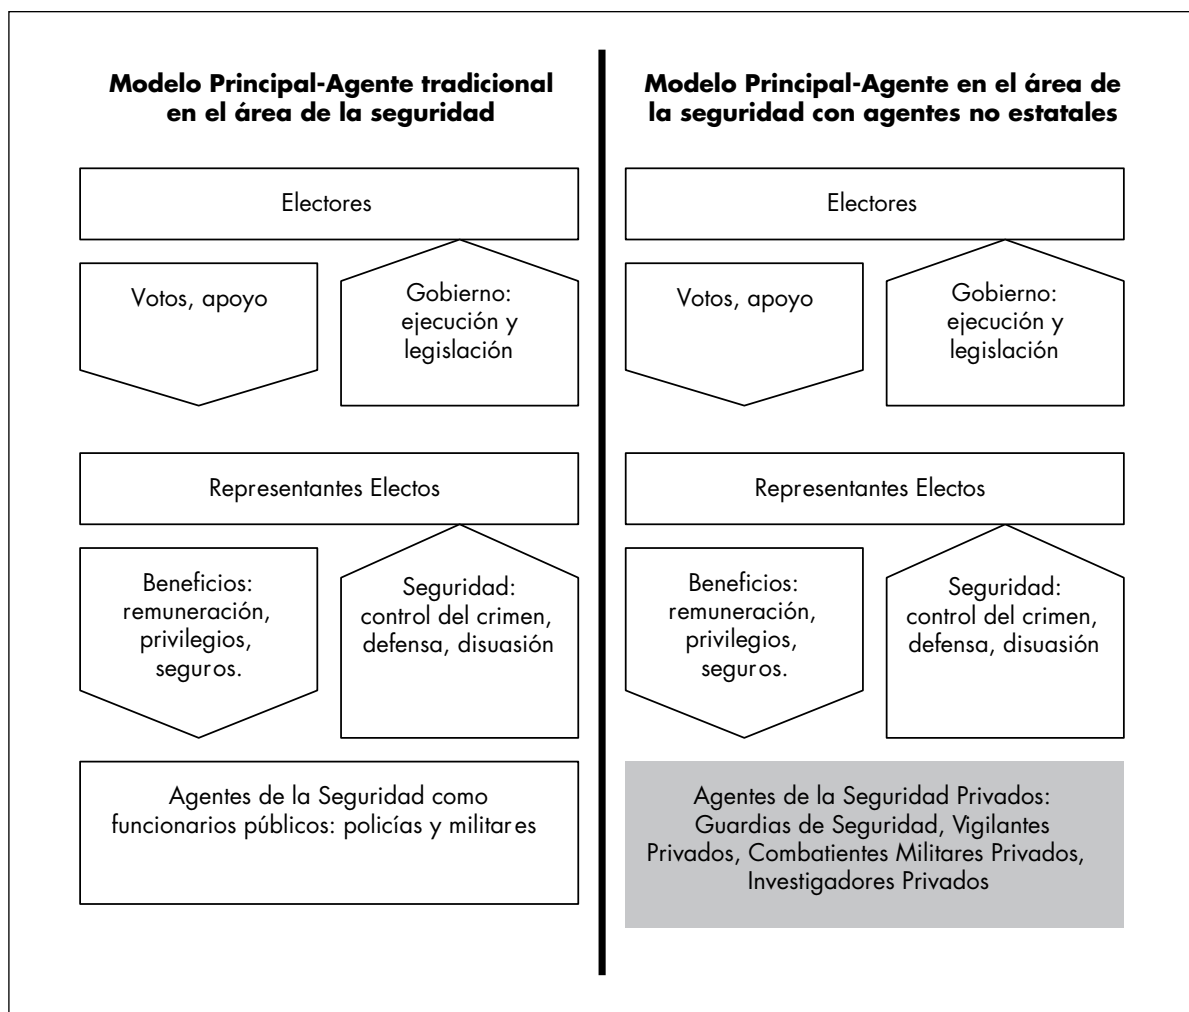 Modelo Principal-Agente tradicional
en el área de la seguridad
Electores
Votos, apoyo
Gobierno:
ejecución y
legislación
Representantes Electos
Beneficios:
remuneración,
privilegios,
seguros.
Seguridad:
control del crimen,
defensa, disuasión
Agentes de la Seguridad como
funcionarios públicos: policías y militares
Modelo Principal-Agente en el área de
la seguridad con agentes no estatales
Electores
Votos, apoyo
Gobierno:
ejecución y
legislación
Representantes Electos
Beneficios:
remuneración,
privilegios,
seguros.
Seguridad:
control del crimen,
defensa, disuasión
Agentes de la Seguridad Privados:
Guardias de Seguridad, Vigilantes
Privados, Combatientes Militares Privados,
Investigadores Privados